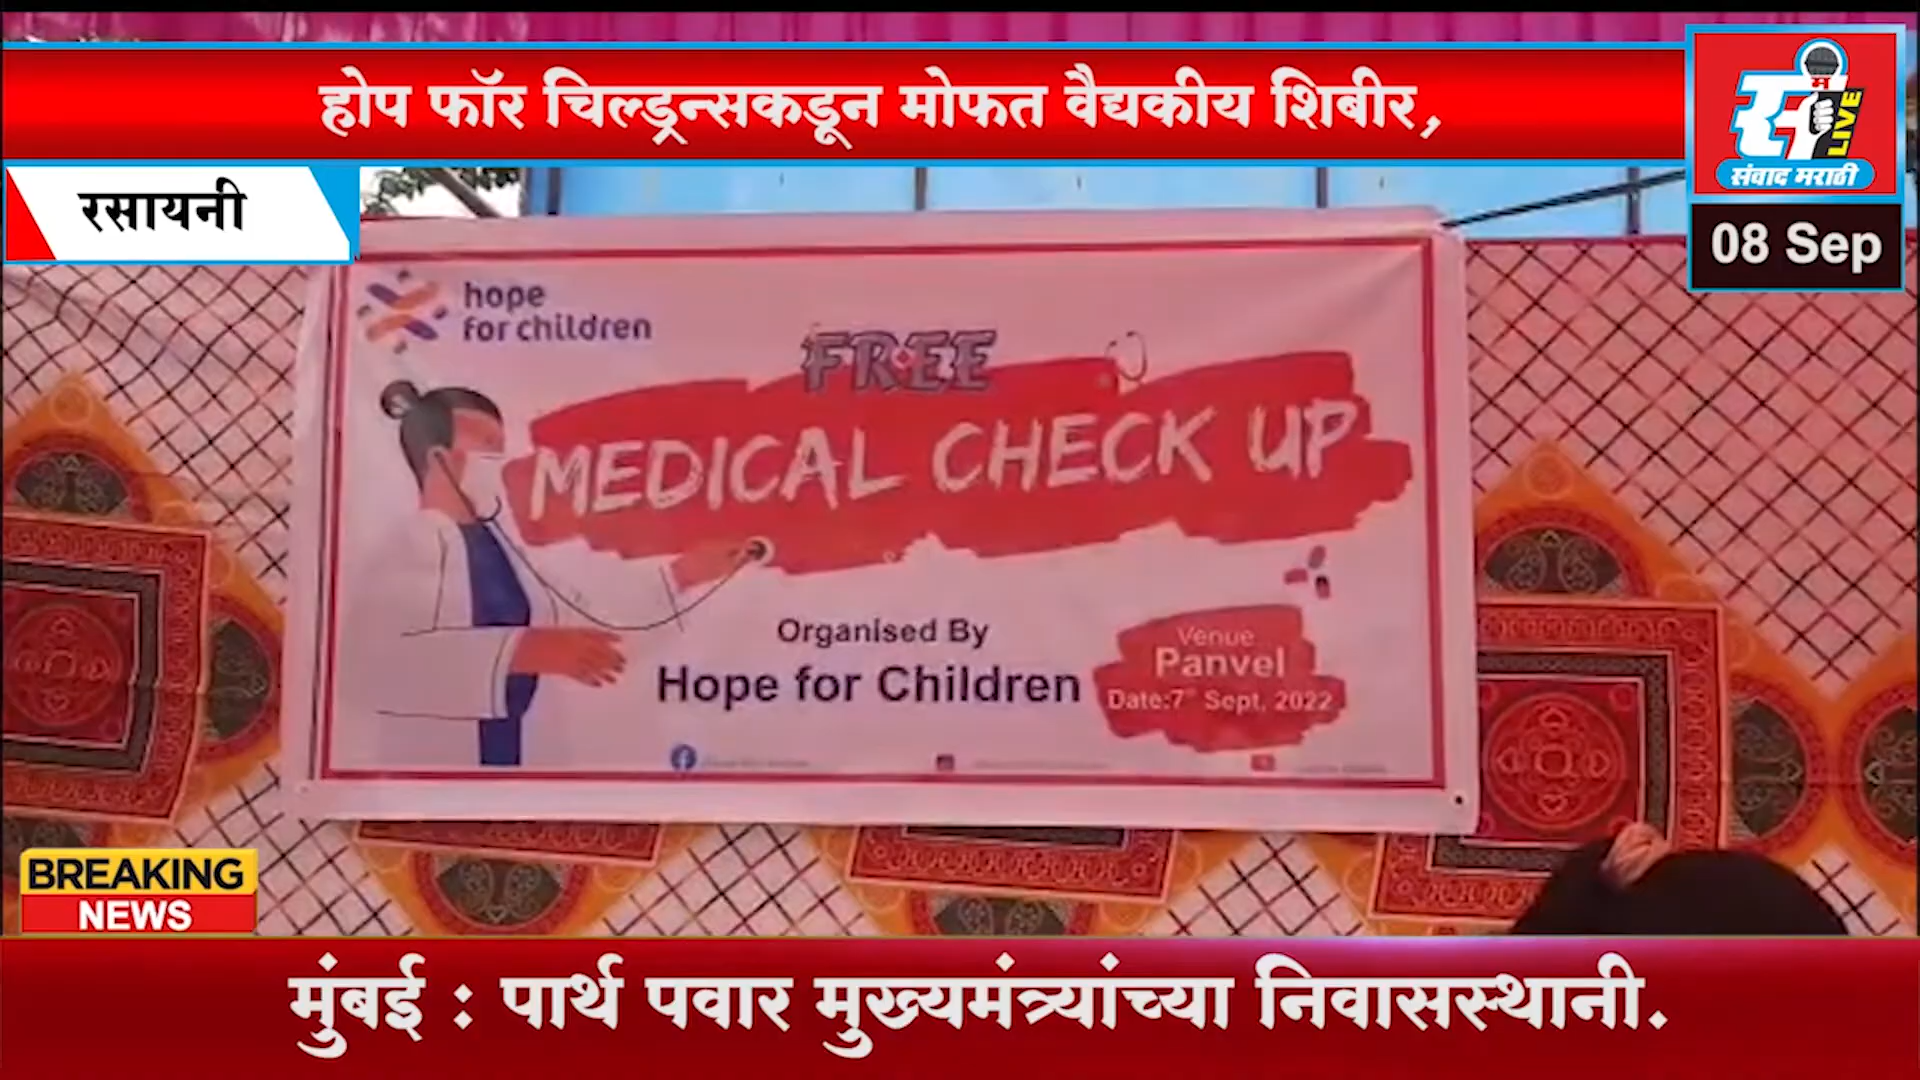 होप फॉर चिल्ड्रन्सकडून मोफत वैद्यकीय शिबीर,
LIVE
संवाद मराठी
रसायनी
08 Sep
hope
for children
FREE
MEDICAL CHECK UP
Organised By
Hope for Children
Venue
Panvel
Date:7th Sept, 2022
BREAKING
NEWS
मुंबई : पार्थ पवार मुख्यमंत्र्यांच्या निवासस्थानी.